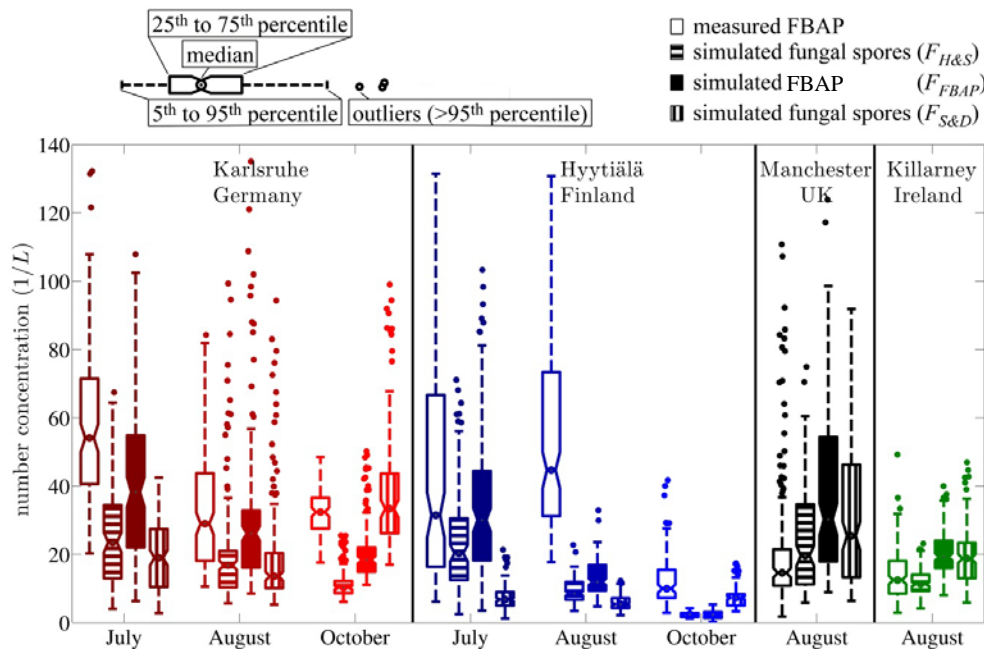 25th to 75th percentile
median
5th to 95th percentile
outliers (>95th percentile)
measured FBAP
simulated fungal spores (F_H&S)
simulated FBAP (F_FBAP)
simulated fungal spores (F_S&D)
number concentration (1/L)
140
120
100
80
60
40
20
0
Karlsruhe
Germany
Hyytiälä
Finland
Manchester
UK
Killarney
Ireland
July
August
October
July
August
October
August
August